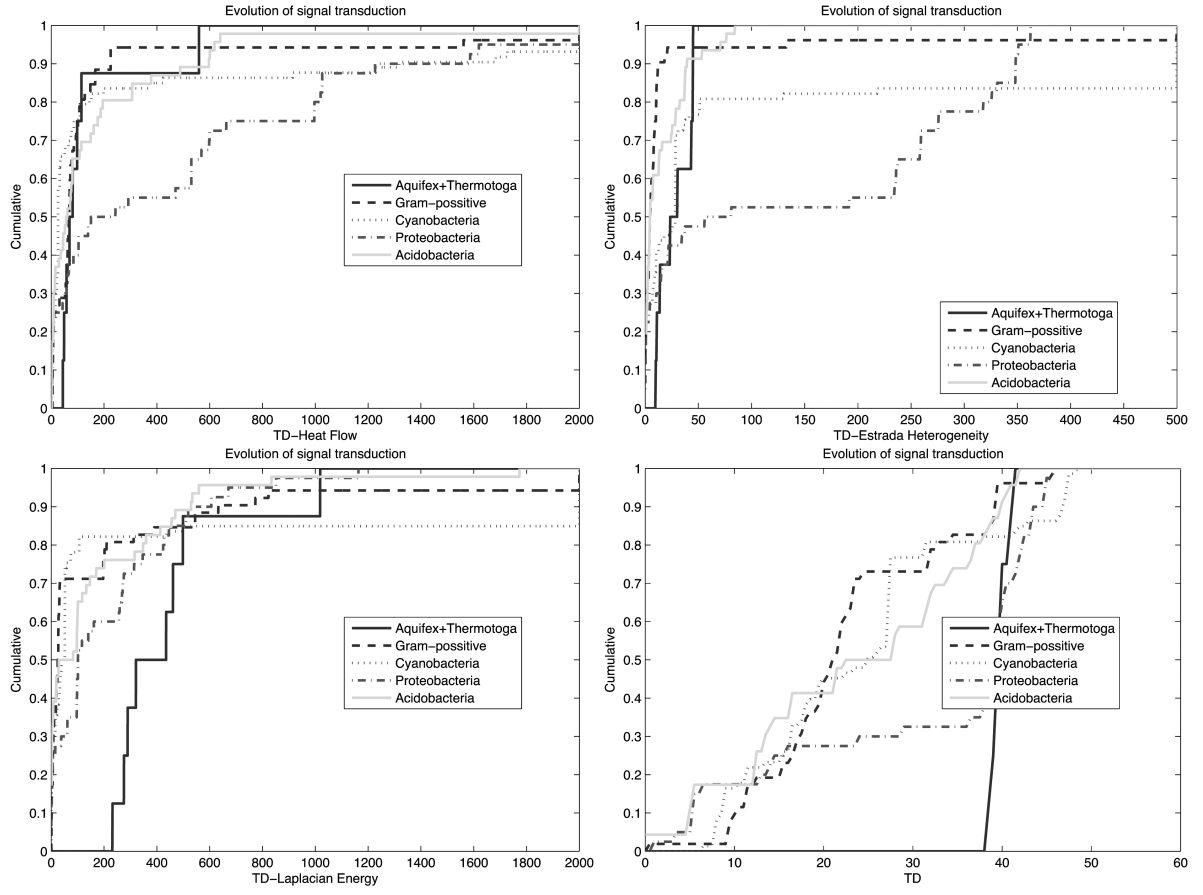 Evolution of signal transduction
1
0.9
0.8
0.7
0.6
0.5
0.4
0.3
0.2
0.1
0
Cumulative
Aquifex+Thermotoga
Gram−possitive
Cyanobacteria
Proteobacteria
Acidobacteria
0 200 400 600 800 1000 1200 1400 1600 1800 2000
TD−Heat Flow
Evolution of signal transduction
1
0.9
0.8
0.7
0.6
0.5
0.4
0.3
0.2
0.1
0
Cumulative
Aquifex+Thermotoga
Gram−possitive
Cyanobacteria
Proteobacteria
Acidobacteria
0 50 100 150 200 250 300 350 400 450 500
TD−Estrada Heterogeneity
Evolution of signal transduction
1
0.9
0.8
0.7
0.6
0.5
0.4
0.3
0.2
0.1
0
Cumulative
Aquifex+Thermotoga
Gram−possitive
Cyanobacteria
Proteobacteria
Acidobacteria
0 200 400 600 800 1000 1200 1400 1600 1800 2000
TD−Laplacian Energy
Evolution of signal transduction
1
0.9
0.8
0.7
0.6
0.5
0.4
0.3
0.2
0.1
0
Cumulative
Aquifex+Thermotoga
Gram−possitive
Cyanobacteria
Proteobacteria
Acidobacteria
0 10 20 30 40 50 60
TD